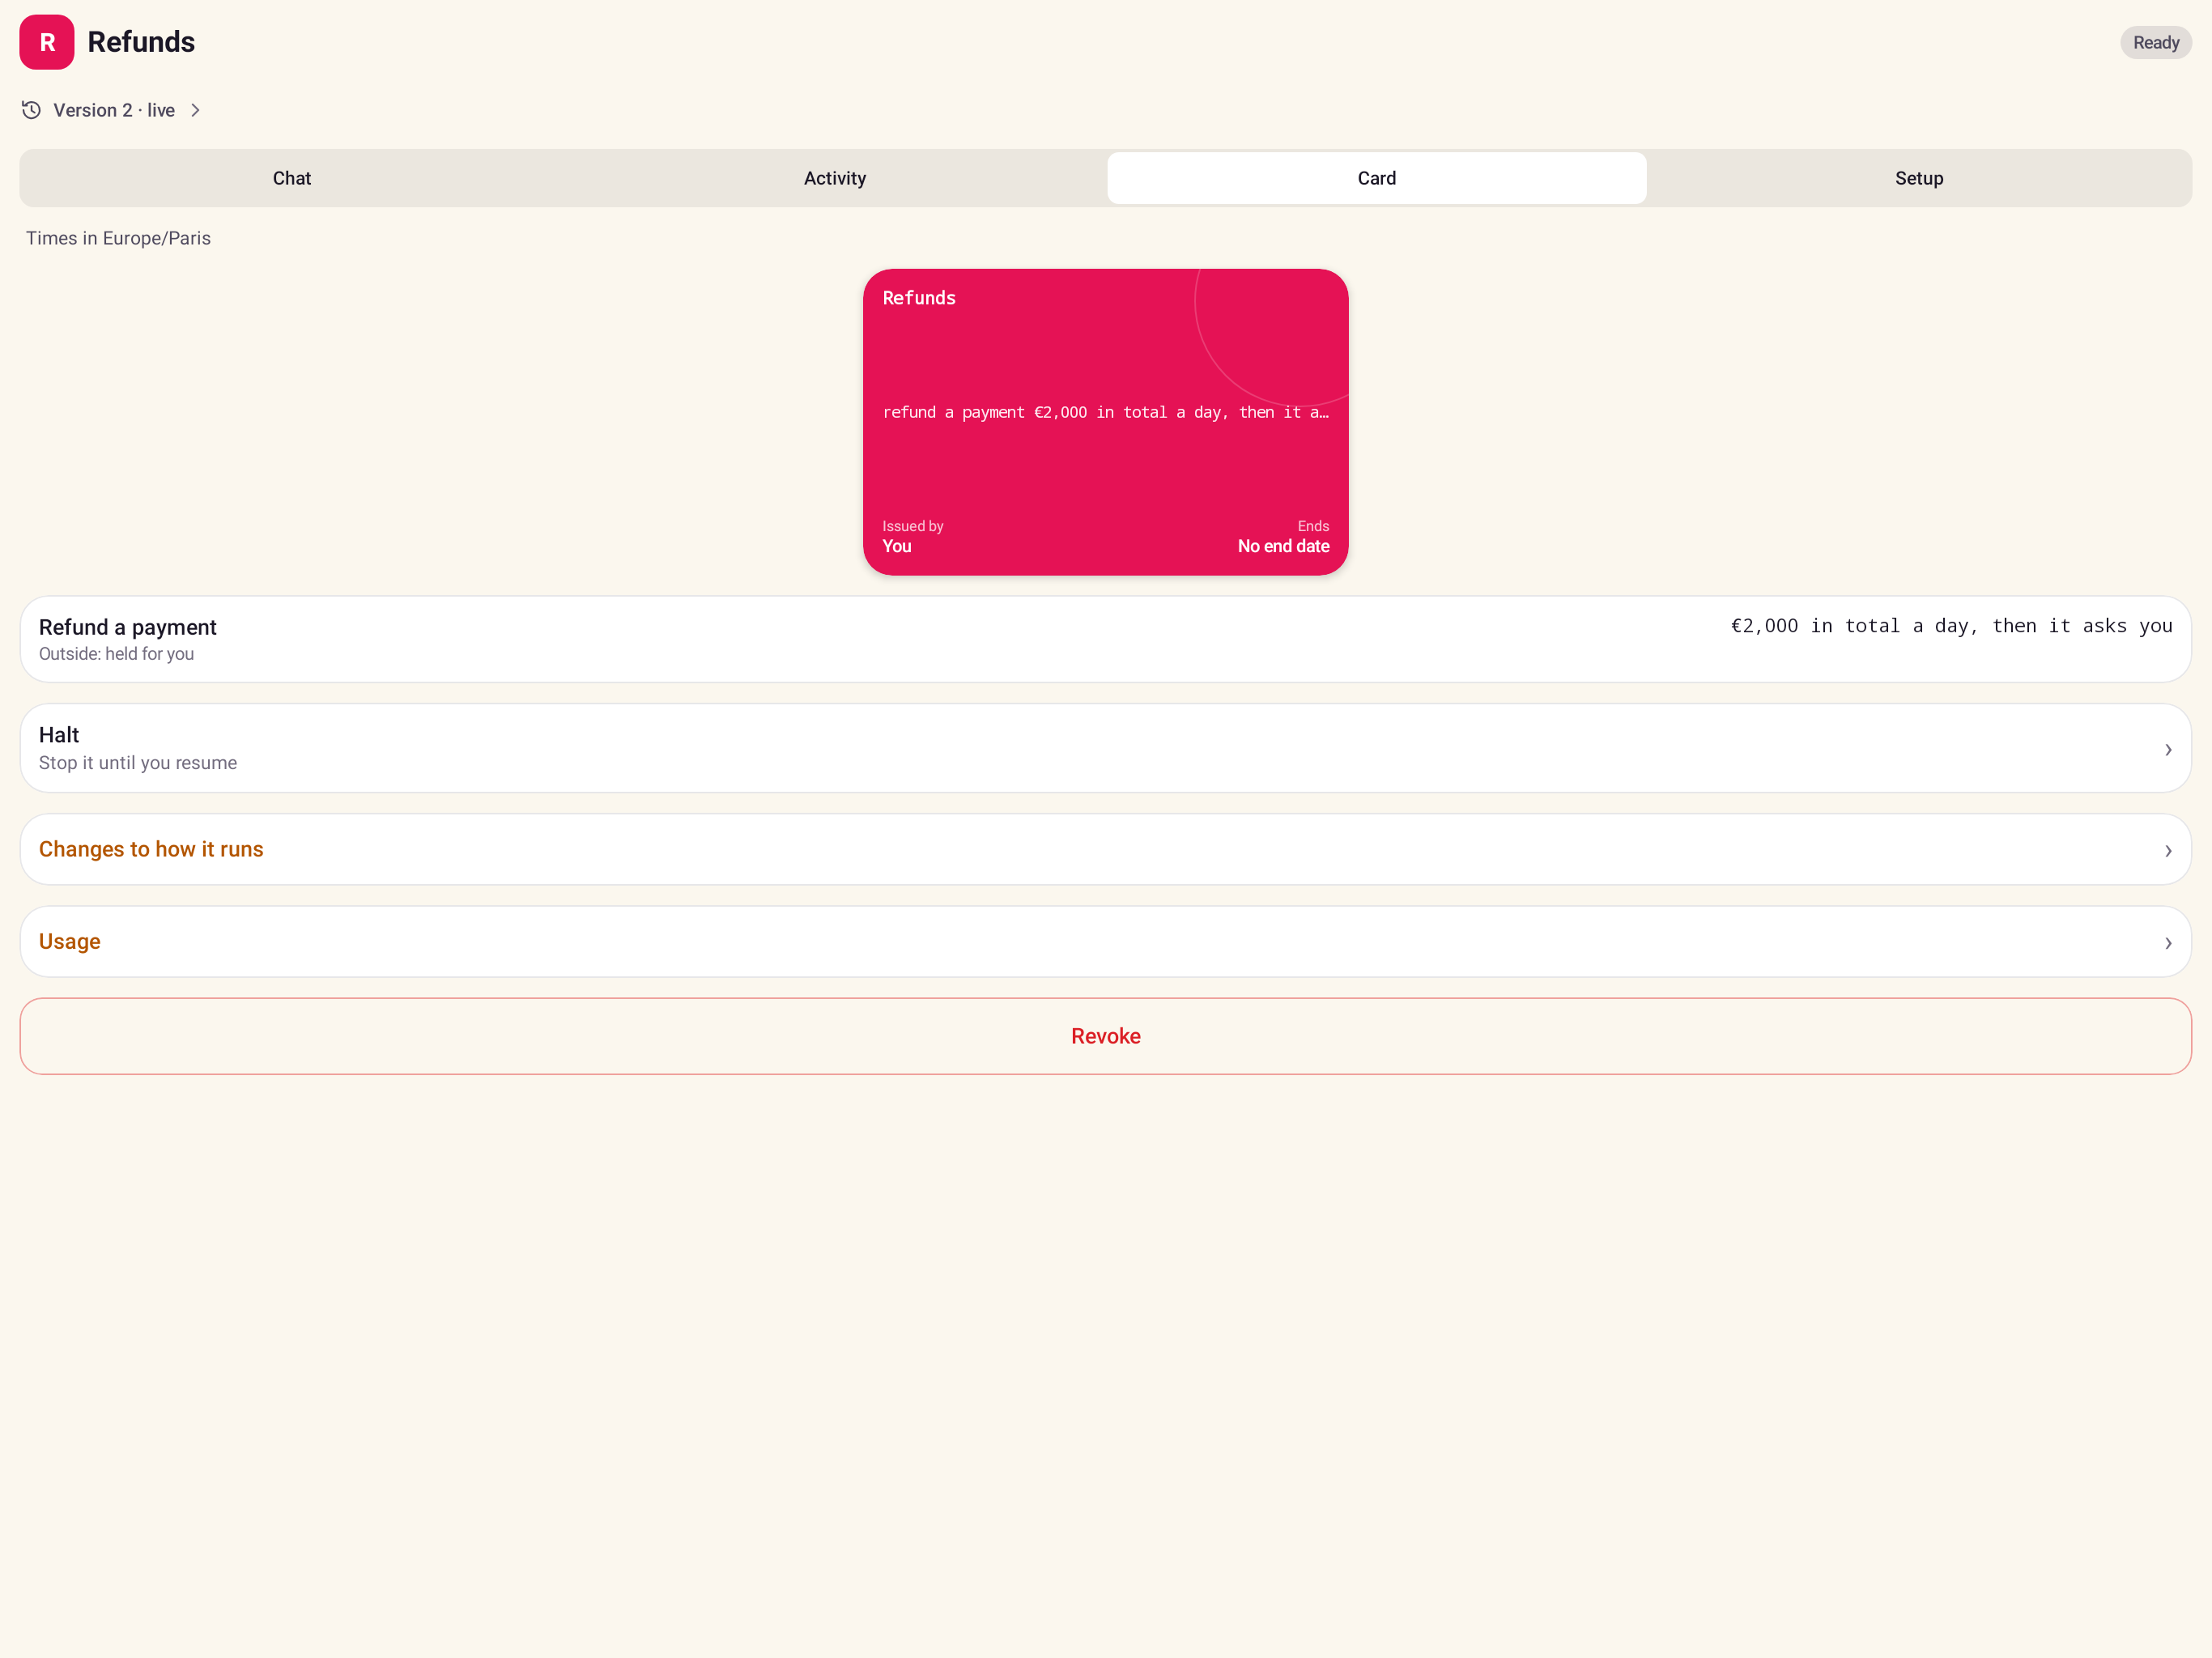 R Refunds
Ready
Version 2 · live
Chat Activity Card Setup
Times in Europe/Paris
Refunds
refund a payment €2,000 in total a day, then it a…
Issued by Ends
You No end date
Refund a payment €2,000 in total a day, then it asks you
Outside: held for you
Halt
Stop it until you resume
Changes to how it runs
Usage
Revoke